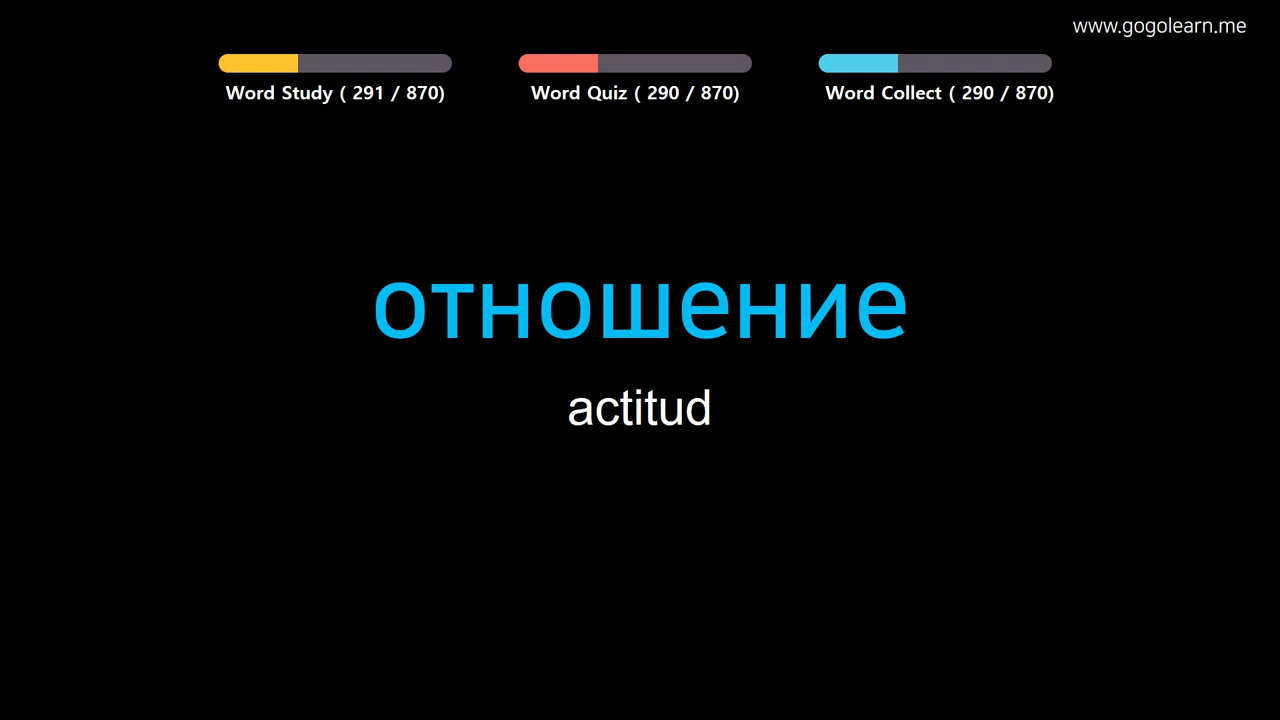 www.gogolearn.me
Word Study ( 291 / 870)
Word Quiz ( 290 / 870)
Word Collect ( 290 / 870)
отношение
actitud